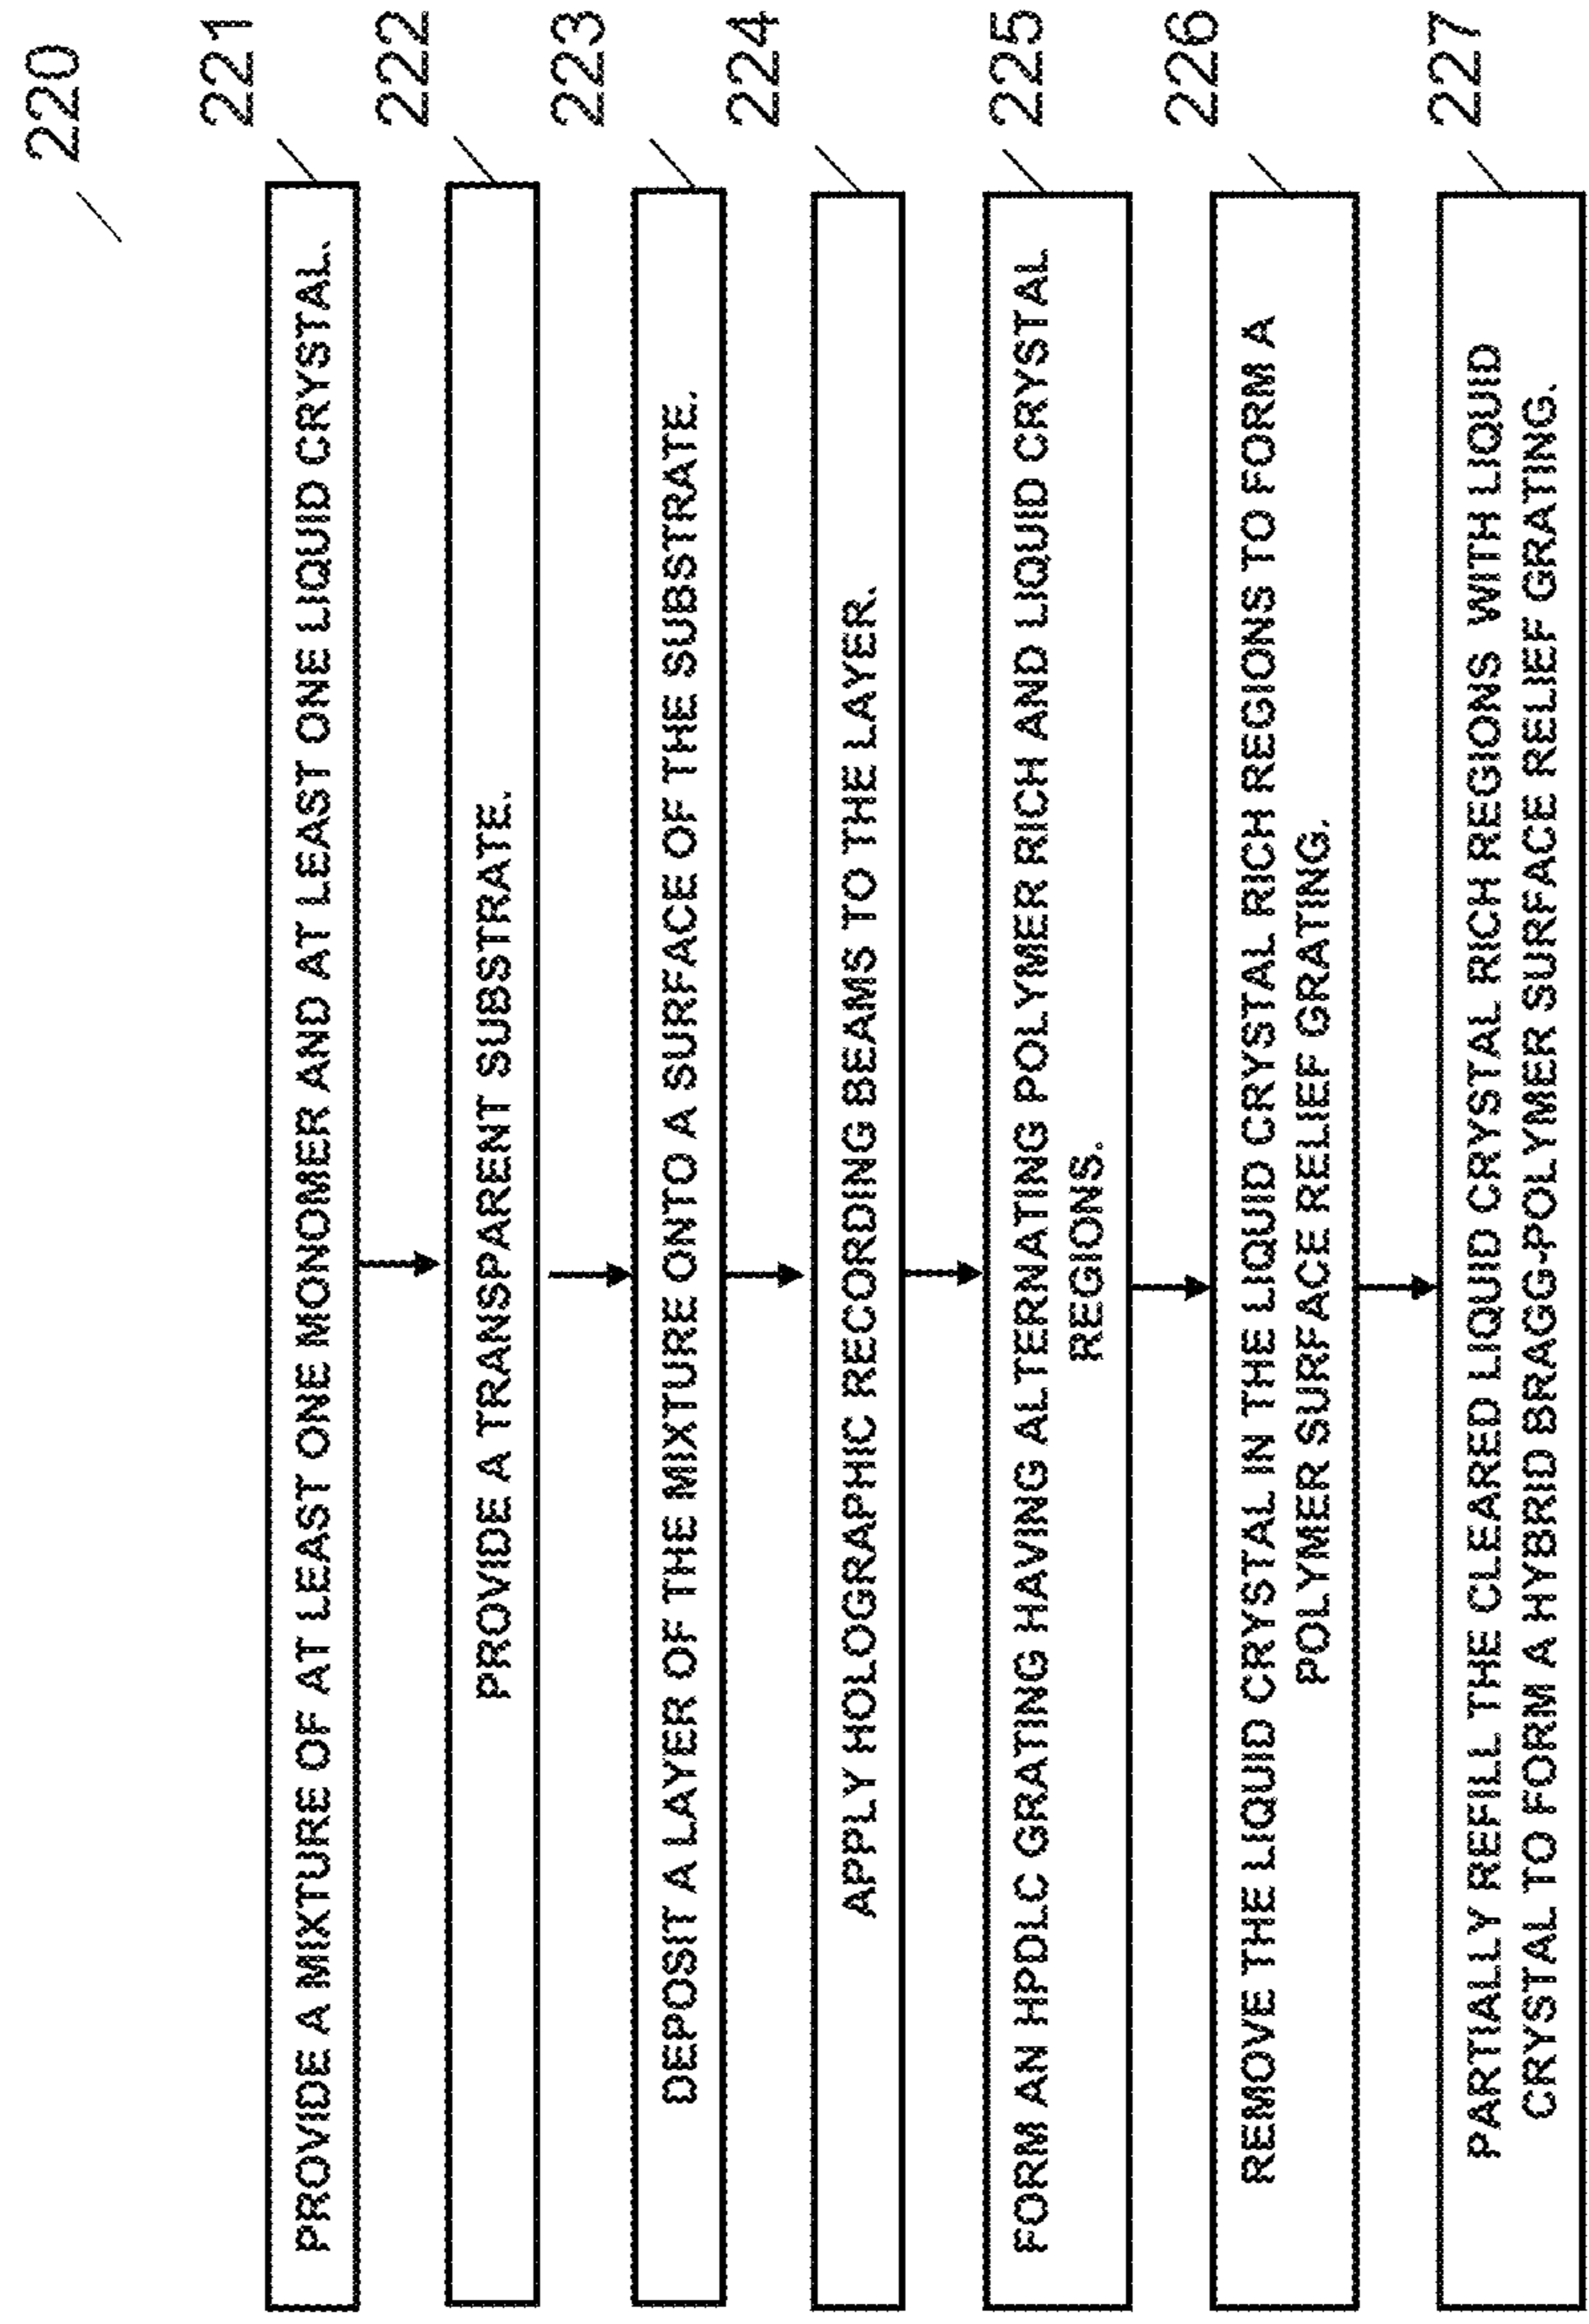 220
221
PROVIDE A MIXTURE OF AT LEAST ONE MONOMER AND AT LEAST ONE LIQUID CRYSTAL.
222
PROVIDE A TRANSPARENT SUBSTRATE.
223
DEPOSIT A LAYER OF THE MIXTURE ONTO A SURFACE OF THE SUBSTRATE.
224
APPLY HOLOGRAPHIC RECORDING BEAMS TO THE LAYER.
225
FORM AN HPDLC GRATING HAVING ALTERNATING POLYMER RICH AND LIQUID CRYSTAL
REGIONS.
226
REMOVE THE LIQUID CRYSTAL IN THE LIQUID CRYSTAL RICH REGIONS TO FORM A
POLYMER SURFACE RELIEF GRATING.
227
PARTIALLY REFILL THE CLEARED LIQUID CRYSTAL RICH REGIONS WITH LIQUID
CRYSTAL TO FORM A HYBRID BRAGG-POLYMER SURFACE RELIEF GRATING.